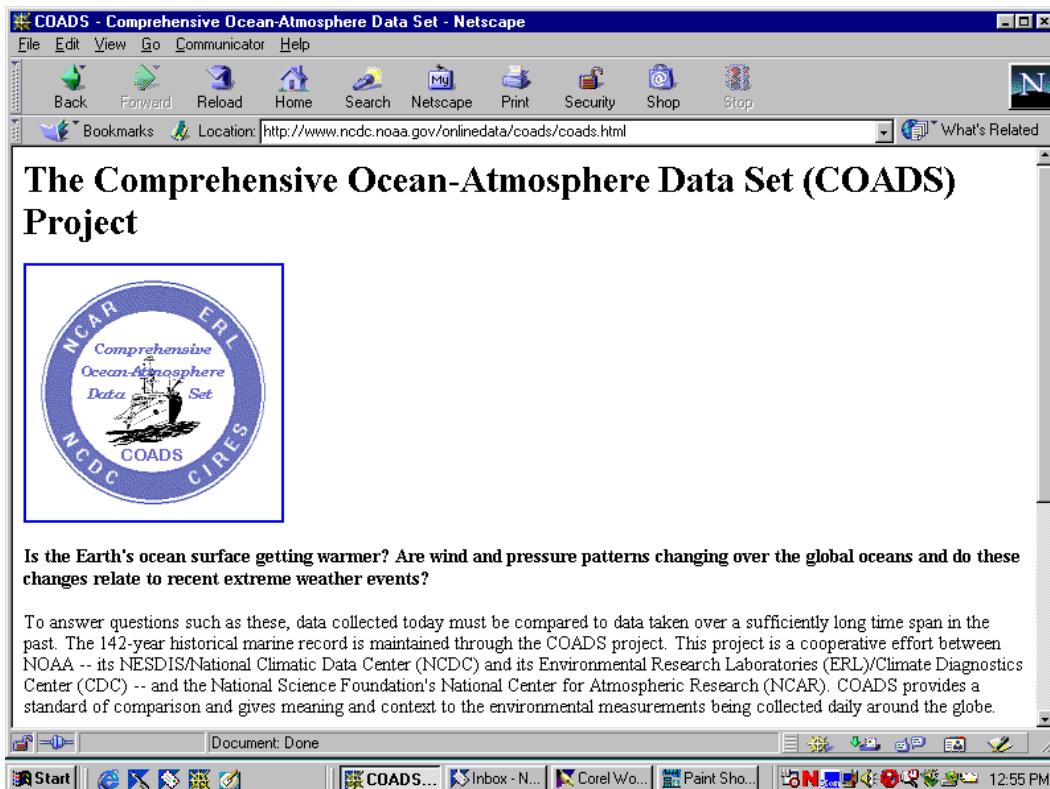 COADS - Comprehensive Ocean-Atmosphere Data Set - Netscape
File Edit View Go Communicator Help
My
N
Back Forward Reload Home Search Netscape Print Security Shop Stop
Bookmarks Location: http://www.ncdc.noaa.gov/onlinedata/coads/coads.html What's Related
The Comprehensive Ocean-Atmosphere Data Set (COADS)
Project
NCAR ERL
Comprehensive
Ocean-Atmosphere
Data Set
COADS
NCDC CIRES
Is the Earth's ocean surface getting warmer? Are wind and pressure patterns changing over the global oceans and do these
changes relate to recent extreme weather events?
To answer questions such as these, data collected today must be compared to data taken over a sufficiently long time span in the
past. The 142-year historical marine record is maintained through the COADS project. This project is a cooperative effort between
NOAA -- its NESDIS/National Climatic Data Center (NCDC) and its Environmental Research Laboratories (ERL)/Climate Diagnostics
Center (CDC) -- and the National Science Foundation's National Center for Atmospheric Research (NCAR). COADS provides a
standard of comparison and gives meaning and context to the environmental measurements being collected daily around the globe.
Document: Done
Start COADS... Inbox - N... Corel Wo... Paint Sho... N 12:55 PM